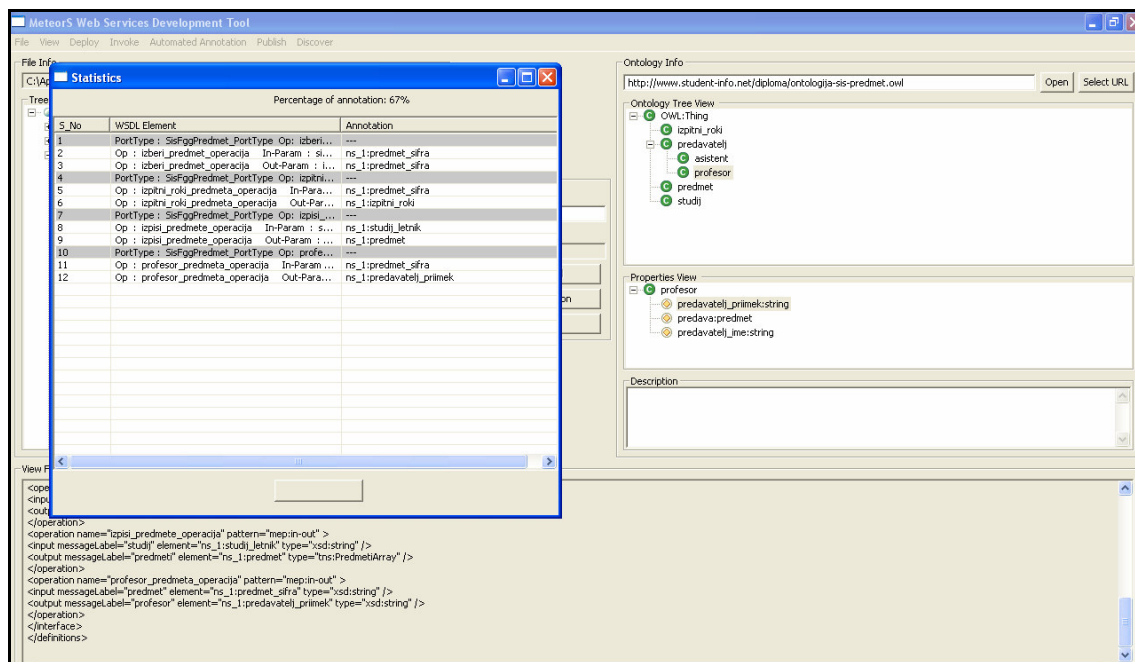 MeteorS Web Services Development Tool
File View Deploy Invoke Automated Annotation Publish Discover
File Info
Statistics
Percentage of annotation: 67%
S_No WSDL Element Annotation
1 PortType : SisFggPredmet_PortType Op: izberi... ---
2 Op : izberi_predmet_operacija In-Param : si... ns_1:predmet_sifra
3 Op : izberi_predmet_operacija Out-Param : i... ns_1:predmet_sifra
4 PortType : SisFggPredmet_PortType Op: izpitni... ---
5 Op : izpitni_roki_predmeta_operacija In-Para... ns_1:predmet_sifra
6 Op : izpitni_roki_predmeta_operacija Out-Par... ns_1:izpitni_roki
7 PortType : SisFggPredmet_PortType Op: izpisi_... ---
8 Op : izpisi_predmete_operacija In-Param : s... ns_1:studij_letnik
9 Op : izpisi_predmete_operacija Out-Param : ... ns_1:predmet
10 PortType : SisFggPredmet_PortType Op: profe... ---
11 Op : profesor_predmeta_operacija In-Param ... ns_1:predmet_sifra
12 Op : profesor_predmeta_operacija Out-Para... ns_1:predavatelj_priimek
Ontology Info
http://www.student-info.net/diploma/ontologija-sis-predmet.owl Open Select URL
Ontology Tree View
OWL:Thing
izpitni_roki
predavatelj
asistent
profesor
predmet
studij
Properties View
profesor
predavatelj_priimek:string
predava:predmet
predavatelj_ime:string
Description
</operation>
<operation name="izpisi_predmete_operacija" pattern="mep:in-out" >
<input messageLabel="studij" element="ns_1:studij_letnik" type="xsd:string" />
<output messageLabel="predmeti" element="ns_1:predmet" type="tns:PredmetiArray" />
</operation>
<operation name="profesor_predmeta_operacija" pattern="mep:in-out" >
<input messageLabel="predmet" element="ns_1:predmet_sifra" type="xsd:string" />
<output messageLabel="profesor" element="ns_1:predavatelj_priimek" type="xsd:string" />
</operation>
</interface>
</definitions>